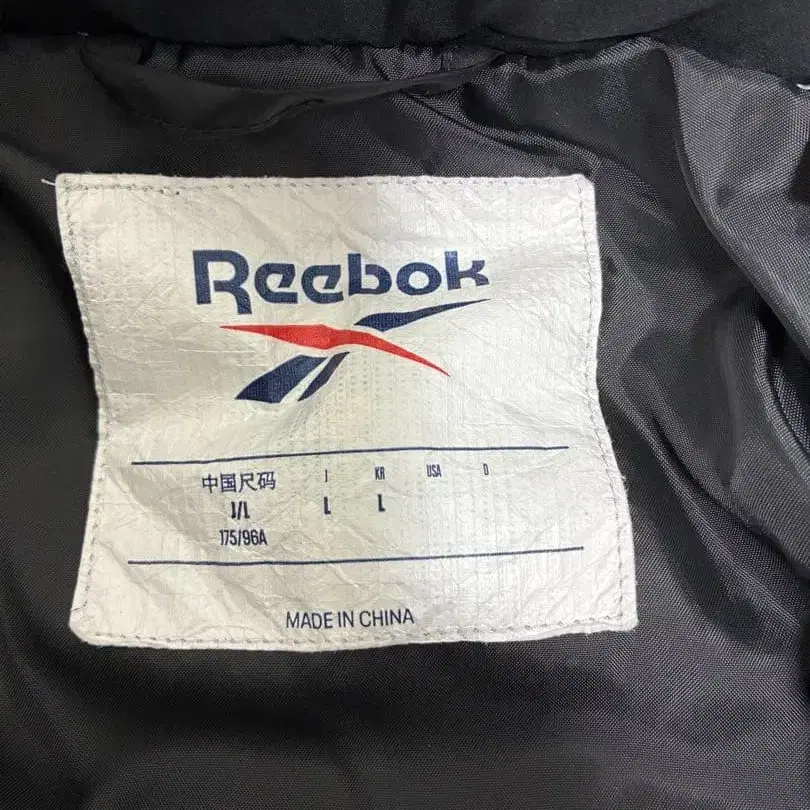 Reebok
中国尺码 J KR USA D
J/L L L
175/96A
MADE IN CHINA